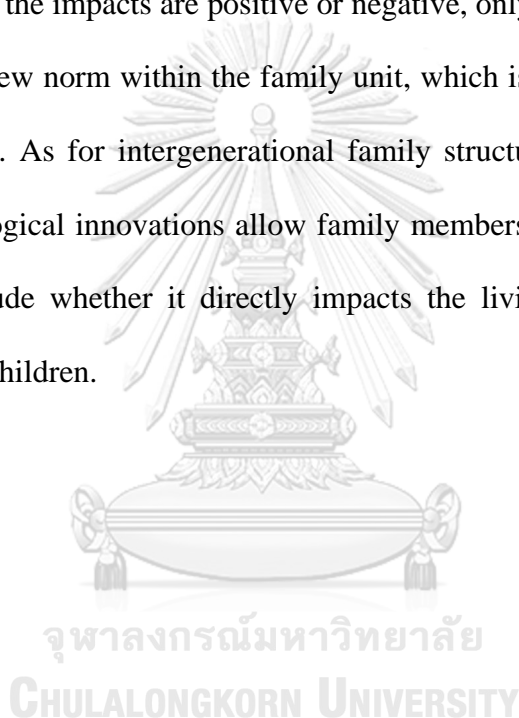 the impacts are positive or negative, only
ew norm within the family unit, which is
. As for intergenerational family structu
ogical innovations allow family members
ude whether it directly impacts the livi
hildren.
จุฬาลงกรณ์มหาวิทยาลัย
CHULALONGKORN UNIVERSITY